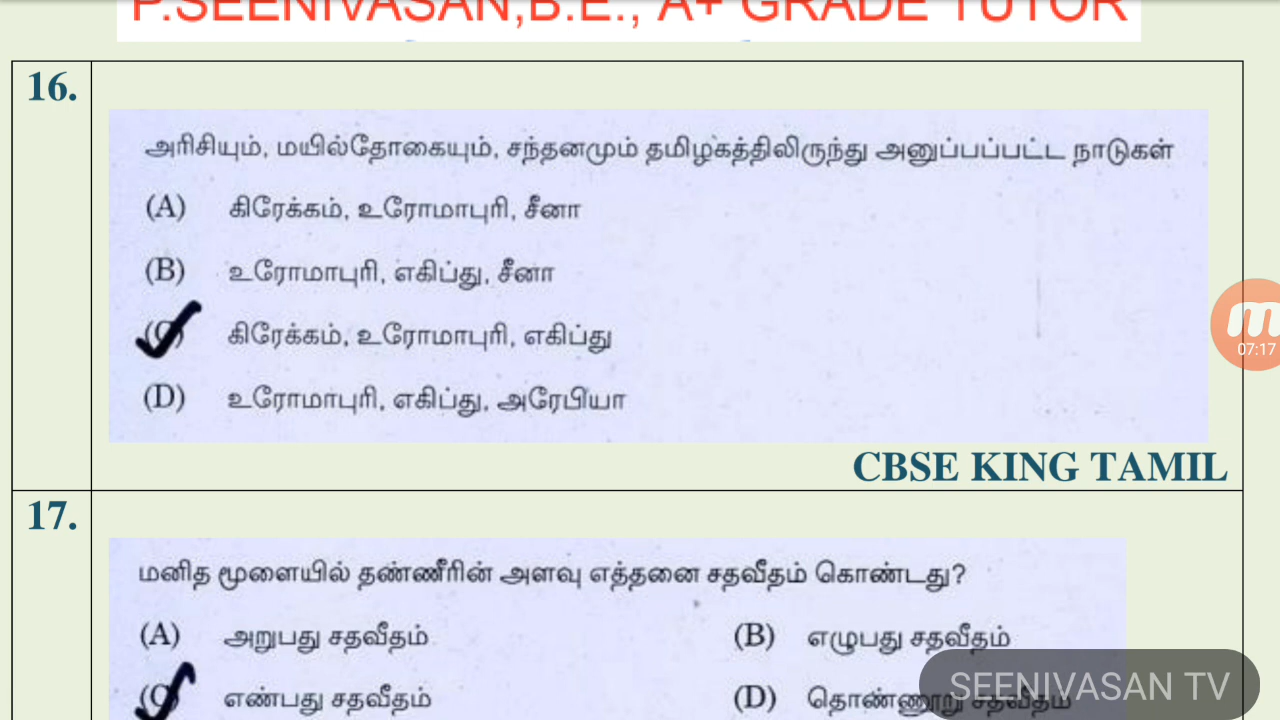 P.SEENIVASAN,B.E., A+ GRADE TUTOR
16.
அரிசியும், மயில்தோகையும், சந்தனமும் தமிழகத்திலிருந்து அனுப்பப்பட்ட நாடுகள்
(A) கிரேக்கம், உரோமாபுரி, சீனா
(B) உரோமாபுரி, எகிப்து, சீனா
(C) கிரேக்கம், உரோமாபுரி, எகிப்து
(D) உரோமாபுரி, எகிப்து, அரேபியா
CBSE KING TAMIL
07:17
17.
மனித மூளையில் தண்ணீரின் அளவு எத்தனை சதவீதம் கொண்டது?
(A) அறுபது சதவீதம் (B) எழுபது சதவீதம்
(C) எண்பது சதவீதம் (D) தொண்ணூறு சதவீதம்
SEENIVASAN TV